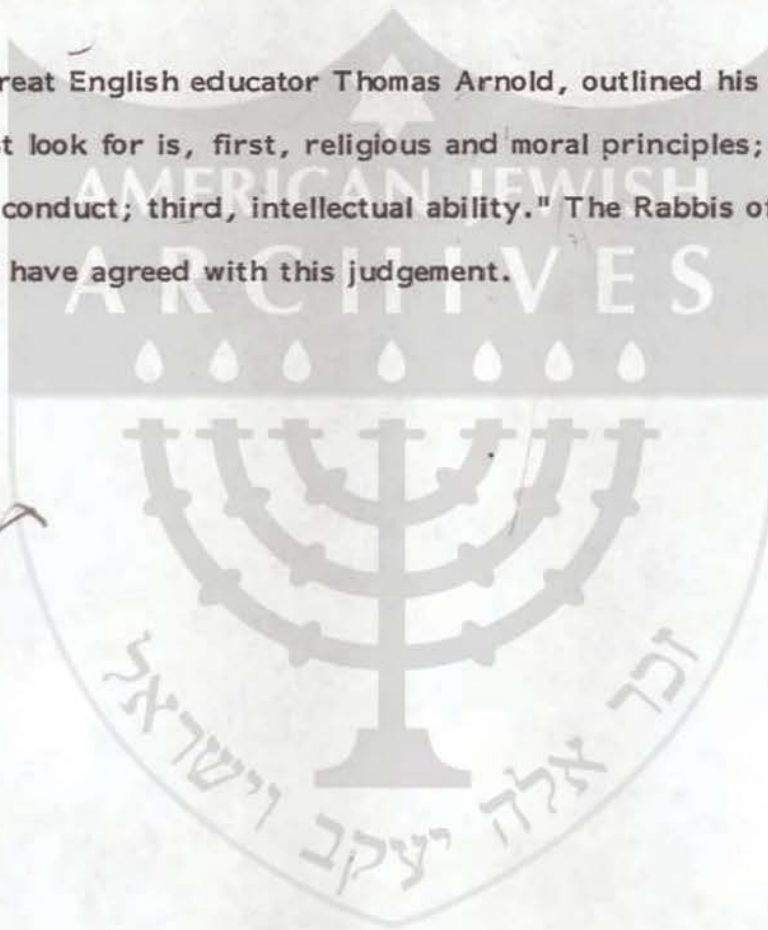 reat English educator Thomas Arnold, outlined his
t look for is, first, religious and moral principles;
conduct; third, intellectual ability." The Rabbis of
have agreed with this judgement.
AMERICAN JEWISH
ARCHIVES
זכר אלה יעקב וישראל